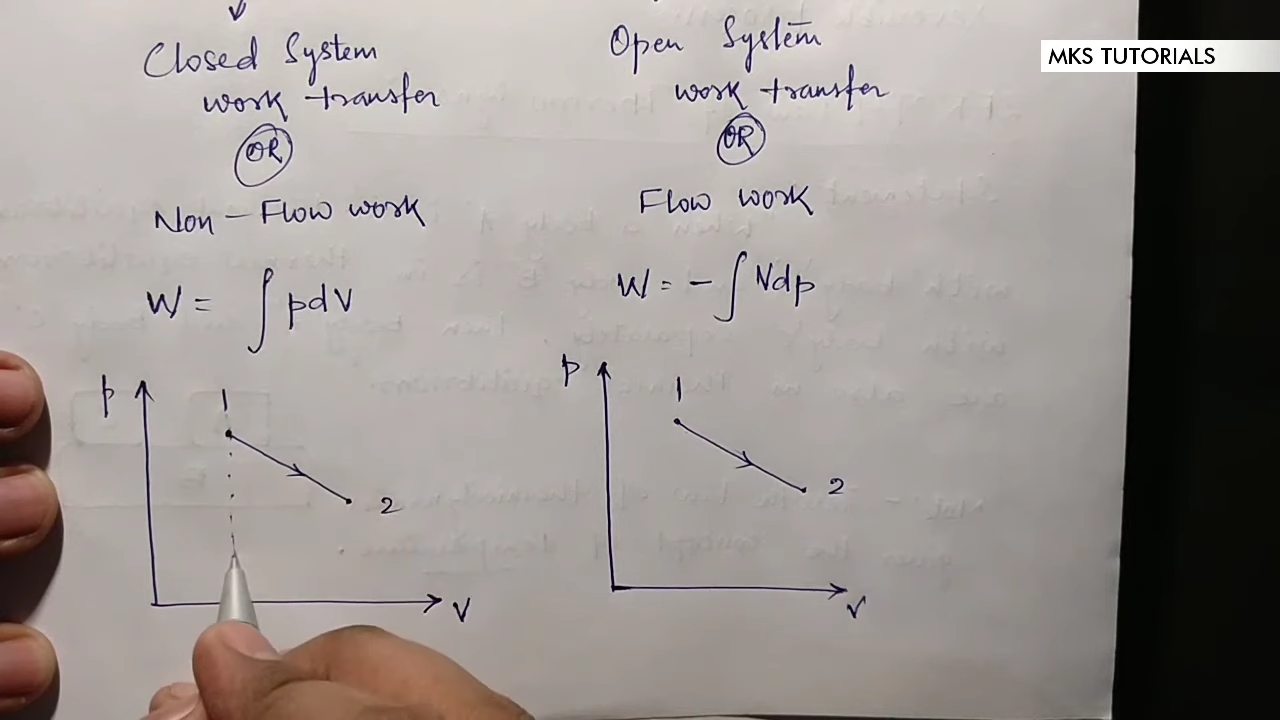 MKS TUTORIALS
Closed System
work transfer
OR
Non - Flow work
W = ∫ pdV
p
1
2
V
Open System
work transfer
OR
Flow work
W = - ∫ Vdp
p
1
2
V